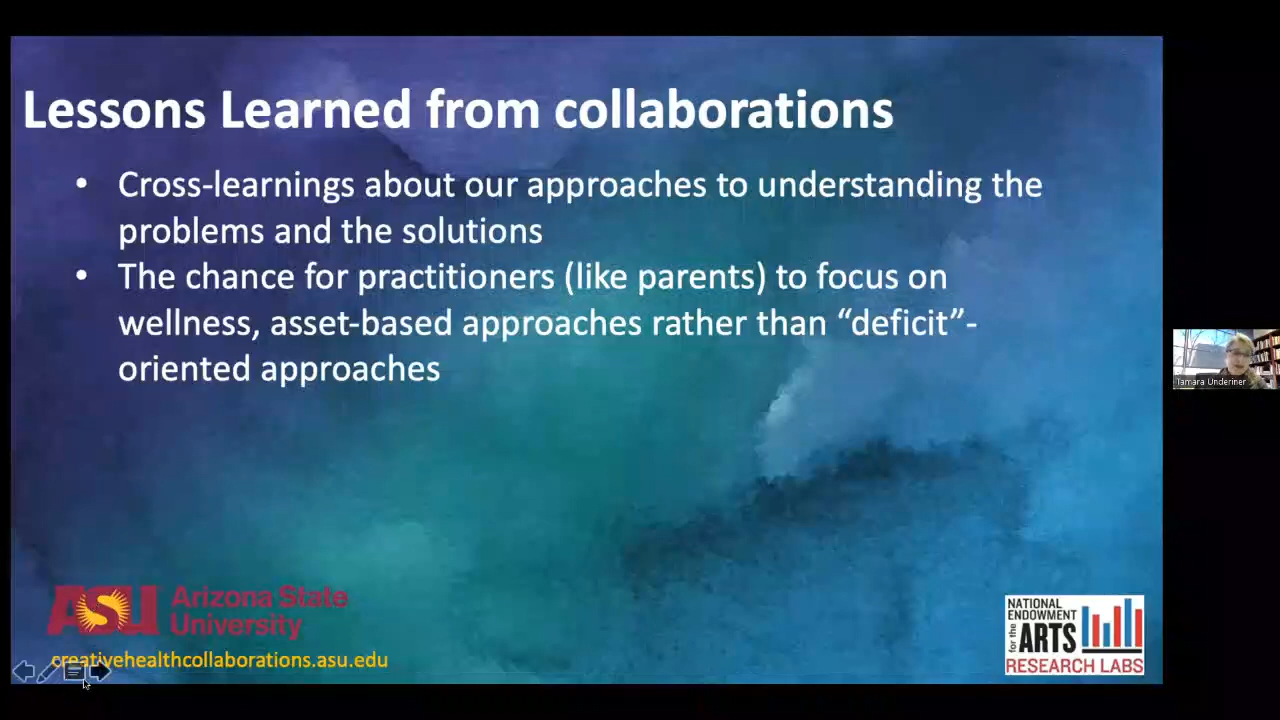 Lessons Learned from collaborations
• Cross-learnings about our approaches to understanding the
problems and the solutions
• The chance for practitioners (like parents) to focus on
wellness, asset-based approaches rather than “deficit”-
oriented approaches
Tamara Underiner
ASU Arizona State
University
creativehealthcollaborations.asu.edu
NATIONAL
ENDOWMENT
for the ARTS
RESEARCH LABS